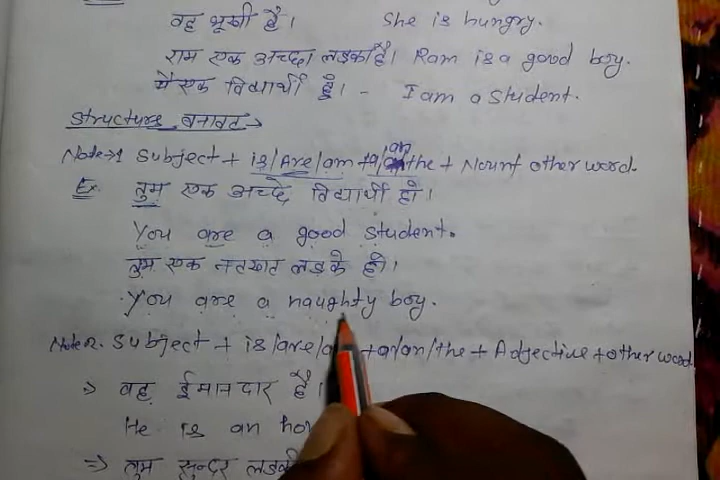 वह भूखी है। She is hungry.
राम एक अच्छा लड़का है। Ram is a good boy.
मै एक विद्यार्थी हूँ। - I am a student.
Structure बनावट →
Note→1 Subject + is/are/am + a/an/the + Noun + other word.
Ex. तुम एक अच्छे विद्यार्थी हो।
You are a good student.
तुम एक नटखट लड़के हो।
You are a naughty boy.
Note 2. Subject + is/are/ + a/an/the + Adjective + other word
⇒ वह ईमानदार है।
He is an
⇒ तुम सुन्दर